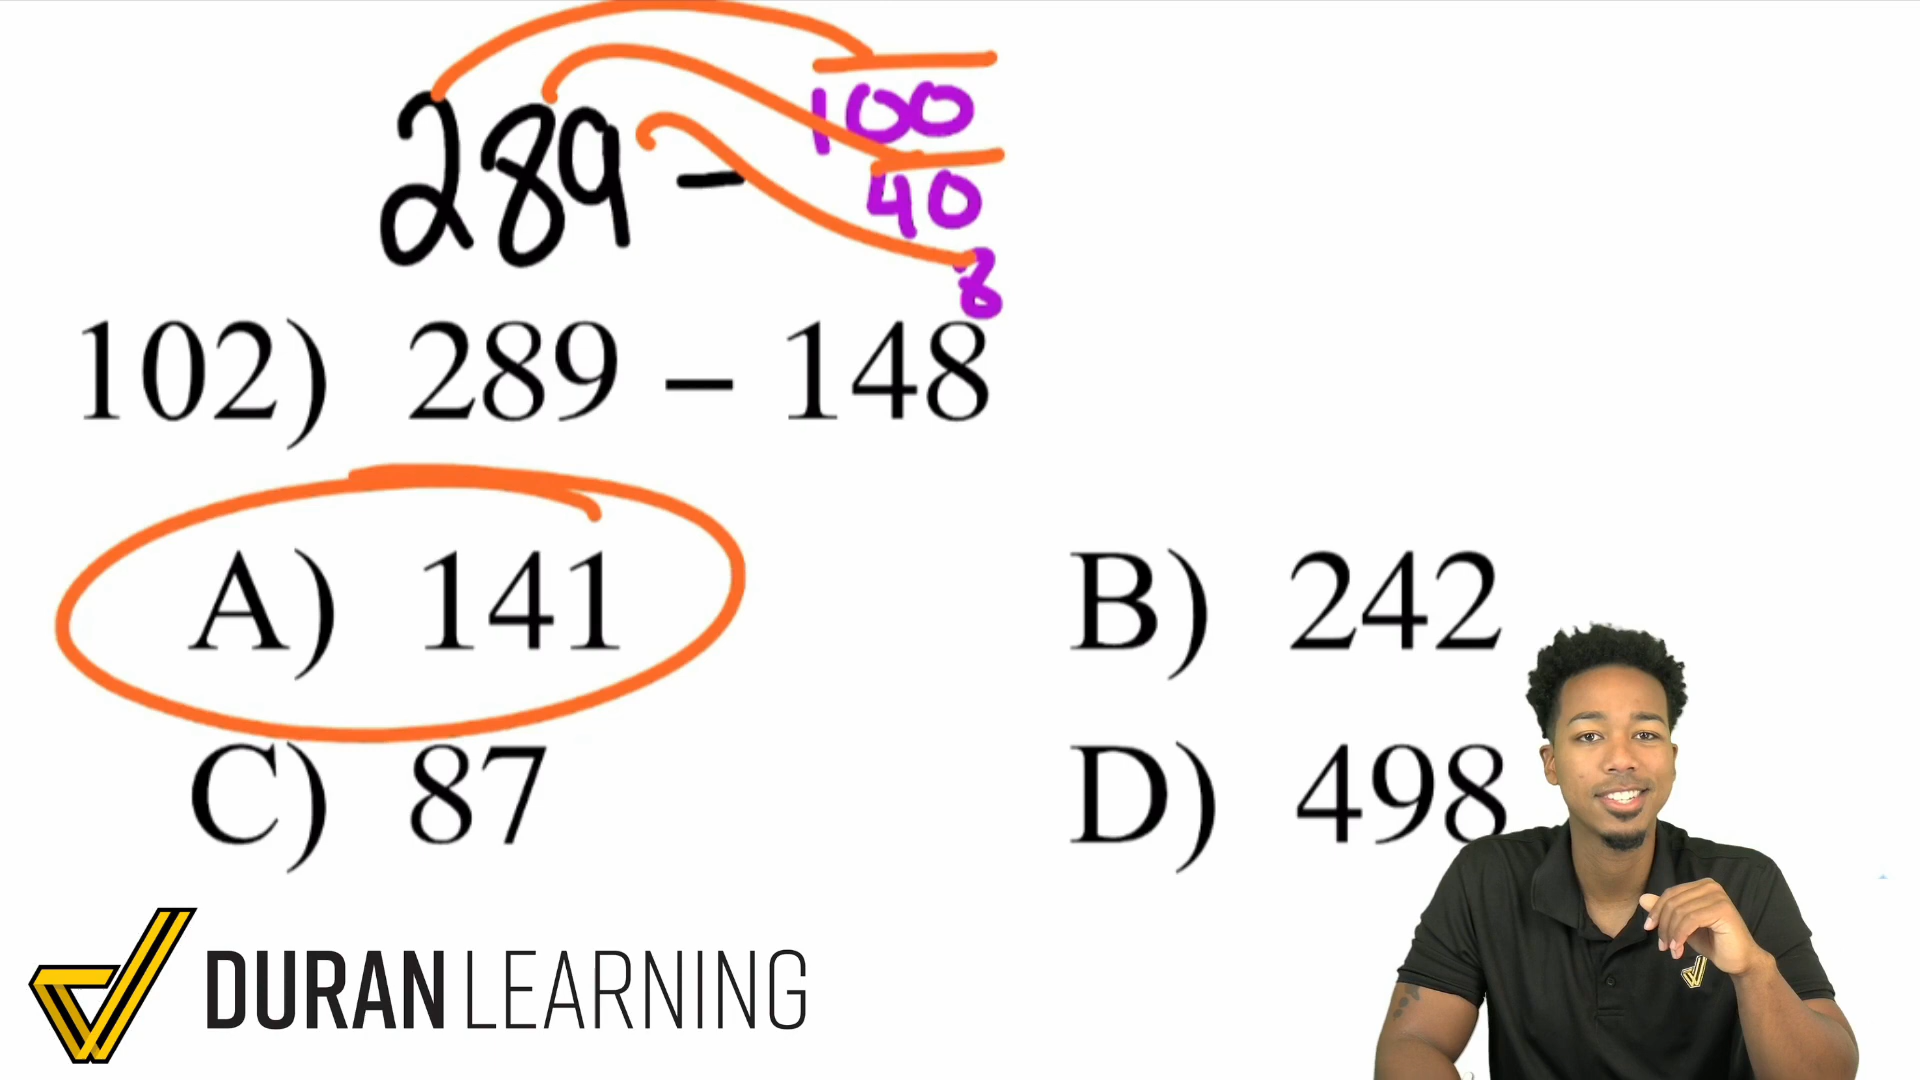 289 - 100
40
8
102) 289 – 148
A) 141 B) 242
C) 87 D) 498
DURAN LEARNING